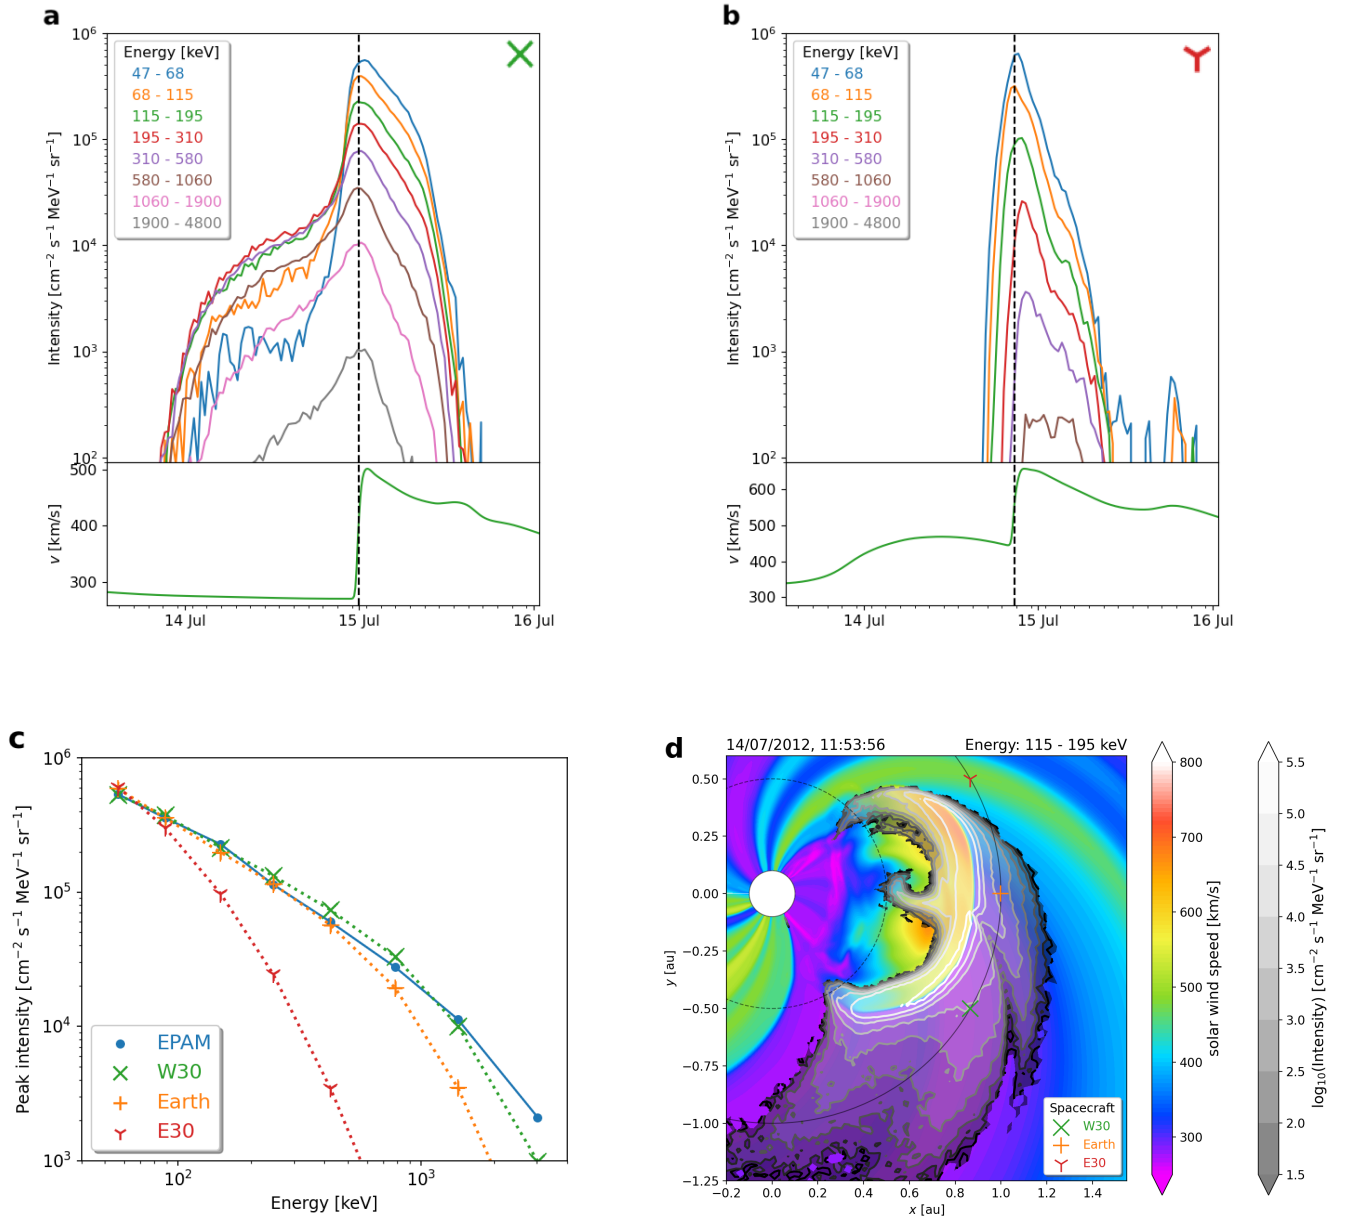 a
10⁶
10⁵
10⁴
10³
10²
Intensity [cm⁻² s⁻¹ MeV⁻¹ sr⁻¹]
Energy [keV]
47 - 68
68 - 115
115 - 195
195 - 310
310 - 580
580 - 1060
1060 - 1900
1900 - 4800
500
400
300
v [km/s]
14 Jul
15 Jul
16 Jul
b
10⁶
10⁵
10⁴
10³
10²
Intensity [cm⁻² s⁻¹ MeV⁻¹ sr⁻¹]
Energy [keV]
47 - 68
68 - 115
115 - 195
195 - 310
310 - 580
580 - 1060
1060 - 1900
1900 - 4800
600
500
400
300
v [km/s]
14 Jul
15 Jul
16 Jul
c
10⁶
10⁵
10⁴
10³
Peak intensity [cm⁻² s⁻¹ MeV⁻¹ sr⁻¹]
EPAM
W30
Earth
E30
10²
10³
Energy [keV]
d
14/07/2012, 11:53:56
Energy: 115 - 195 keV
0.50
0.25
0.00
−0.25
−0.50
−0.75
−1.00
−1.25
y [au]
−0.2
0.0
0.2
0.4
0.6
0.8
1.0
1.2
1.4
x [au]
Spacecraft
W30
Earth
E30
800
700
600
500
400
300
solar wind speed [km/s]
5.5
5.0
4.5
4.0
3.5
3.0
2.5
2.0
1.5
log₁₀(Intensity) [cm⁻² s⁻¹ MeV⁻¹ sr⁻¹]